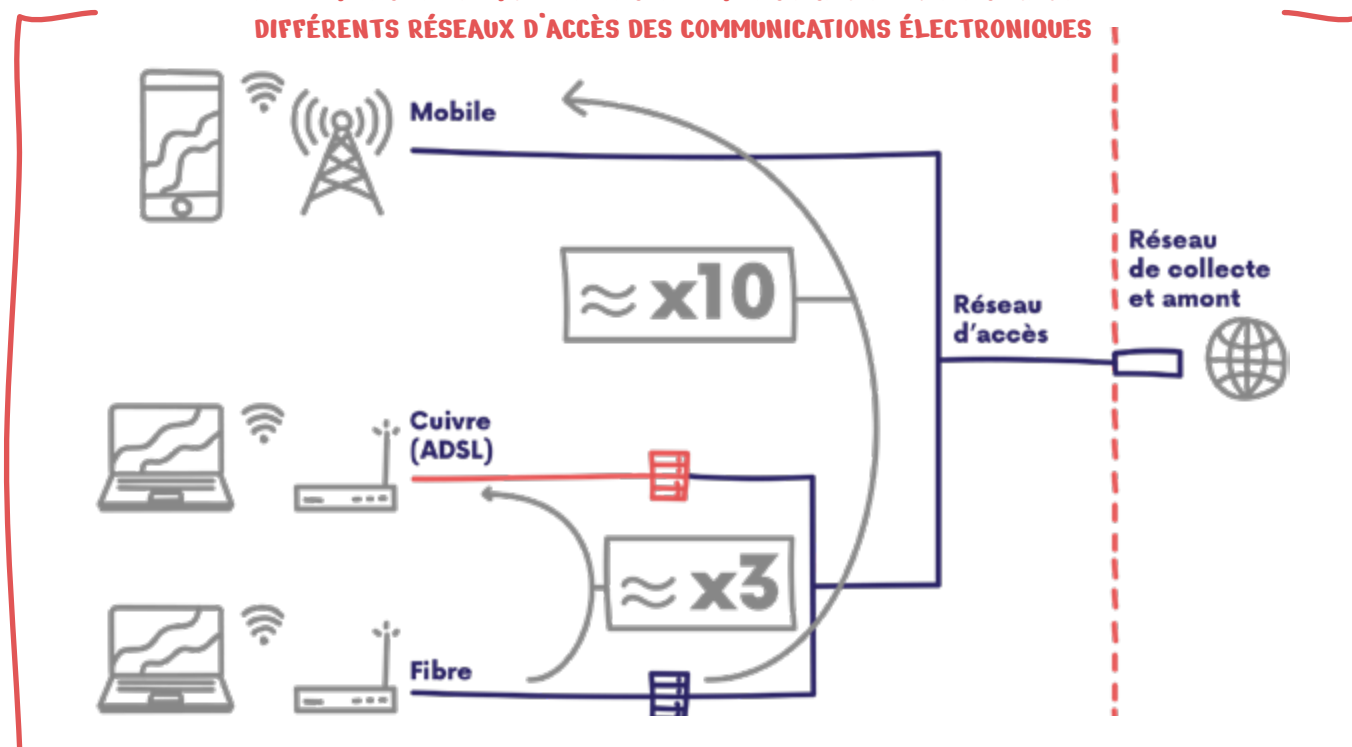 DIFFÉRENTS RÉSEAUX D'ACCÈS DES COMMUNICATIONS ÉLECTRONIQUES
Mobile
≈ x10
Réseau
de collecte
et amont
Réseau
d'accès
Cuivre
(ADSL)
≈ x3
Fibre